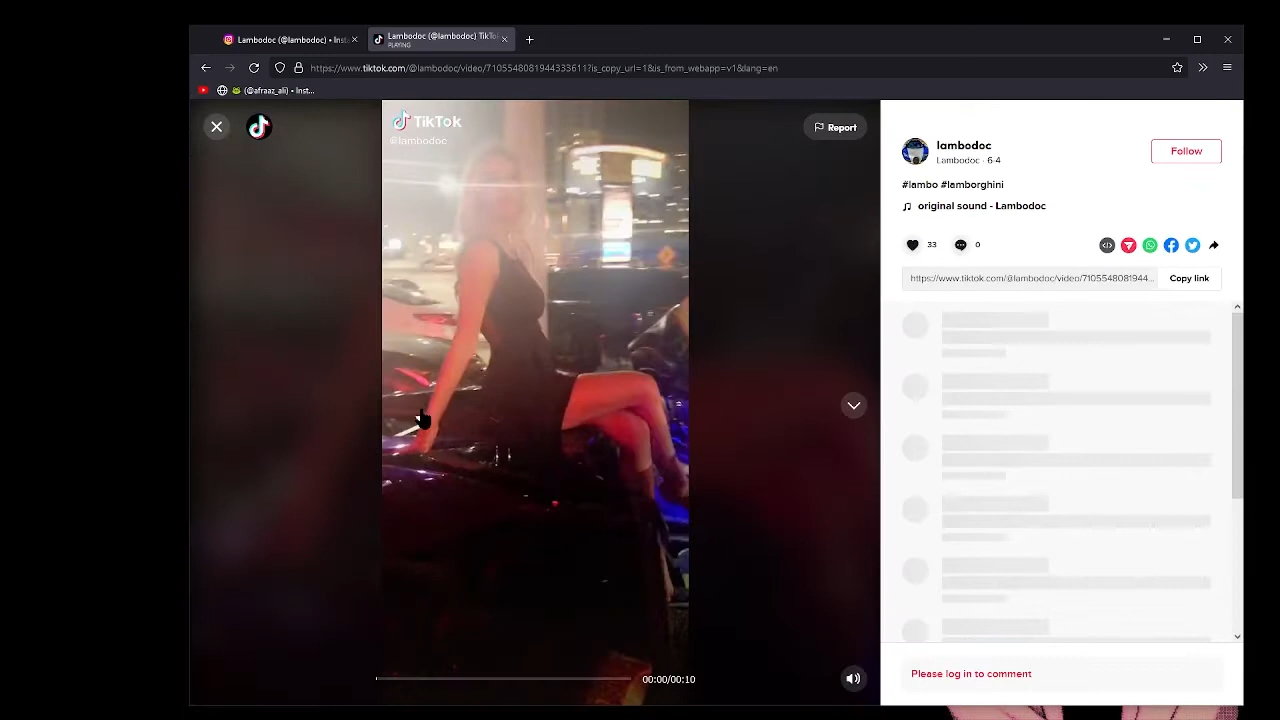 Lambodoc (@lambodoc) • Inst
Lambodoc (@lambodoc) TikTo
PLAYING
https://www.tiktok.com/@lambodoc/video/7105548081944333611?is_copy_url=1&is_from_webapp=v1&lang=en
(@afraaz_ali) • Inst...
TikTok
@lambodoc
Report
lambodoc
Lambodoc · 6-4
Follow
#lambo #lamborghini
original sound - Lambodoc
33
0
https://www.tiktok.com/@lambodoc/video/7105548081944...
Copy link
00:00/00:10
Please log in to comment